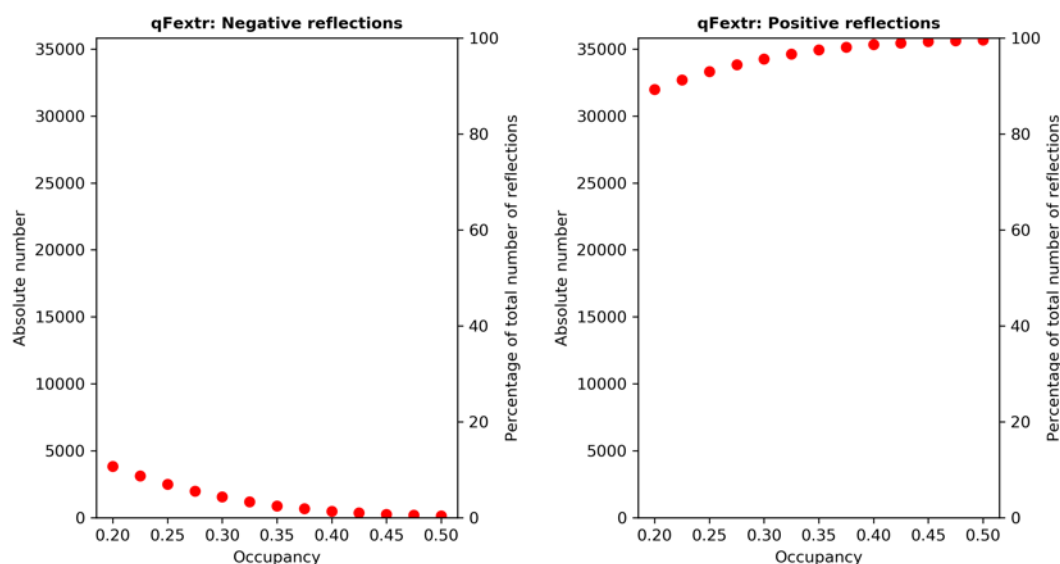 qFextr: Negative reflections
35000
30000
25000
20000
15000
10000
5000
0
Absolute number
100
80
60
40
20
0
Percentage of total number of reflections
0.20 0.25 0.30 0.35 0.40 0.45 0.50
Occupancy
qFextr: Positive reflections
35000
30000
25000
20000
15000
10000
5000
0
Absolute number
100
80
60
40
20
0
Percentage of total number of reflections
0.20 0.25 0.30 0.35 0.40 0.45 0.50
Occupancy